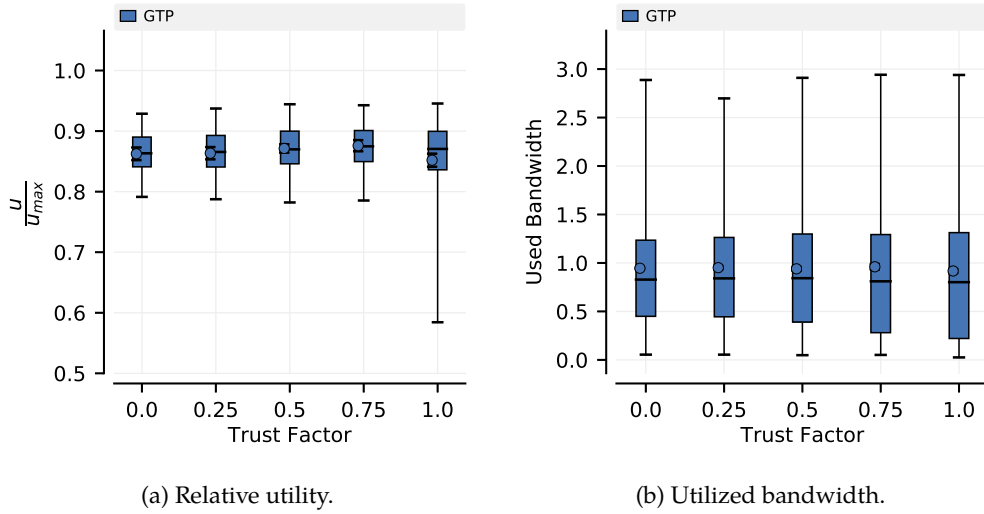 GTP
1.0
0.9
0.8
0.7
0.6
0.5
u
u_max
0.0 0.25 0.5 0.75 1.0
Trust Factor
(a) Relative utility.
GTP
3.0
2.5
2.0
1.5
1.0
0.5
0.0
Used Bandwidth
0.0 0.25 0.5 0.75 1.0
Trust Factor
(b) Utilized bandwidth.